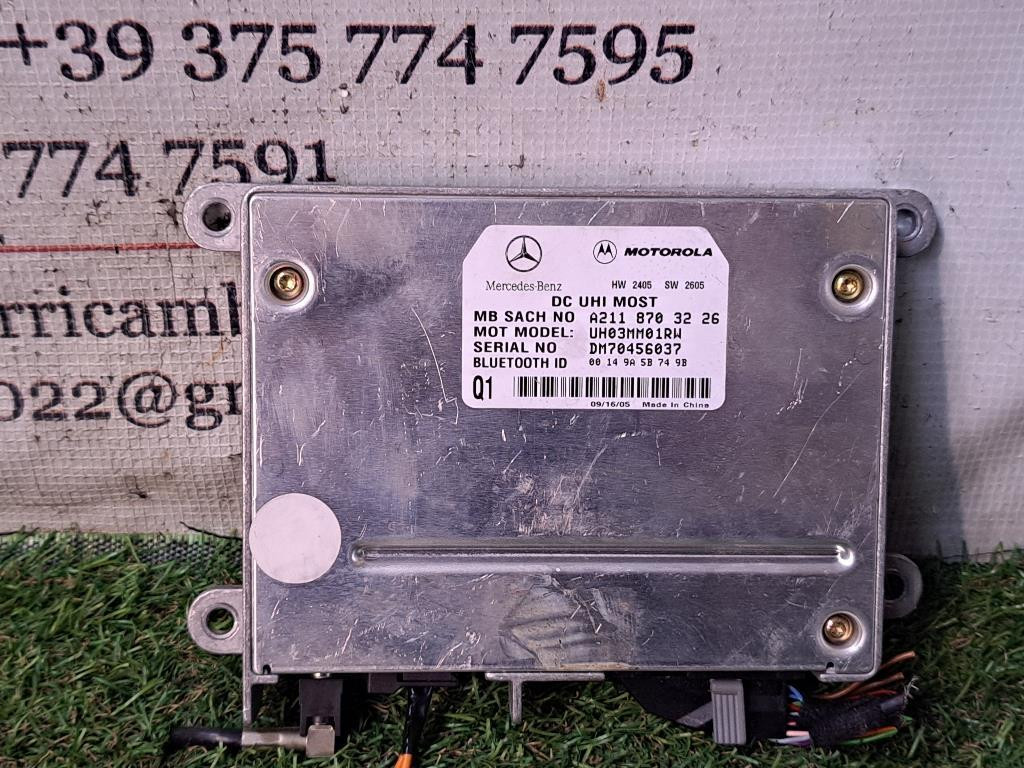 +39 375 774 7595
774 7591
rricam
022@g
MOTOROLA
Mercedes-Benz HW 2405 SW 2605
DC UHI MOST
MB SACH NO A211 870 32 26
MOT MODEL: UH03MM01RW
SERIAL NO DM70456037
BLUETOOTH ID 00 14 9A 5B 74 9B
Q1
09/16/05 Made In China